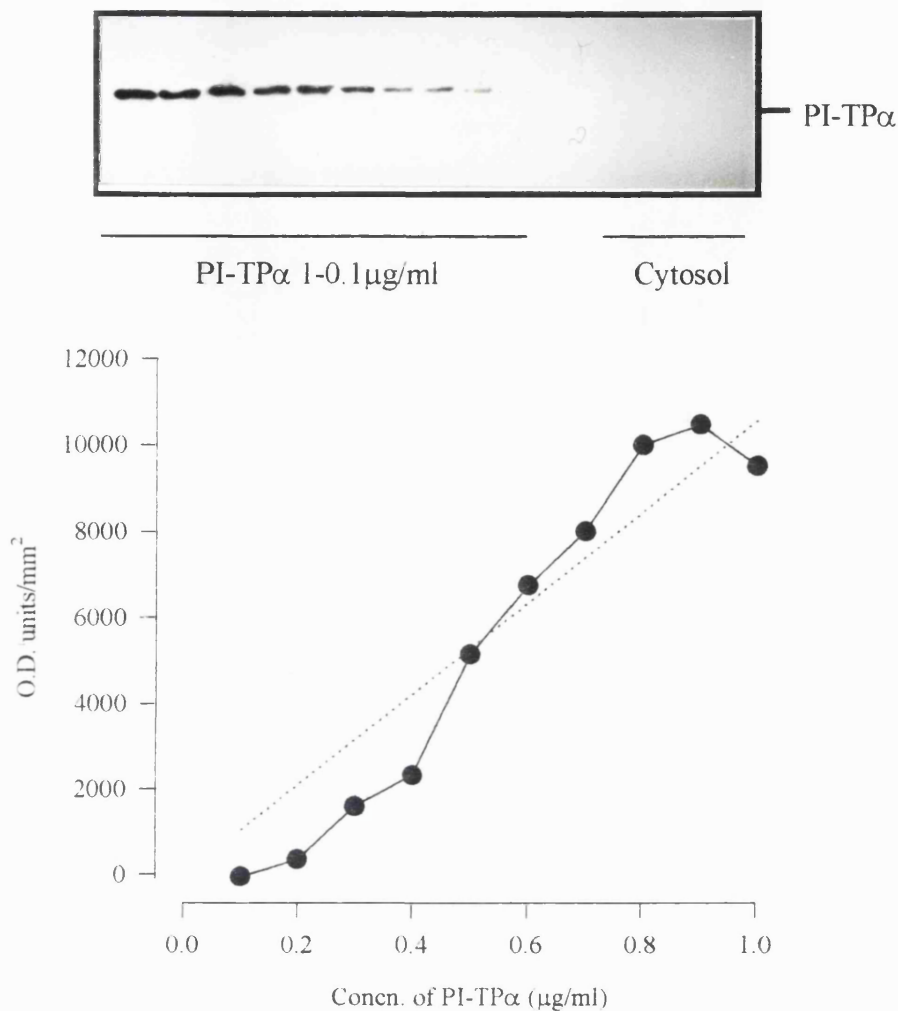 PI-TPα
PI-TPα 1-0.1µg/ml
Cytosol
12000
10000
8000
6000
4000
2000
0
O.D. units/mm²
0.0 0.2 0.4 0.6 0.8 1.0
Concn. of PI-TPα (µg/ml)